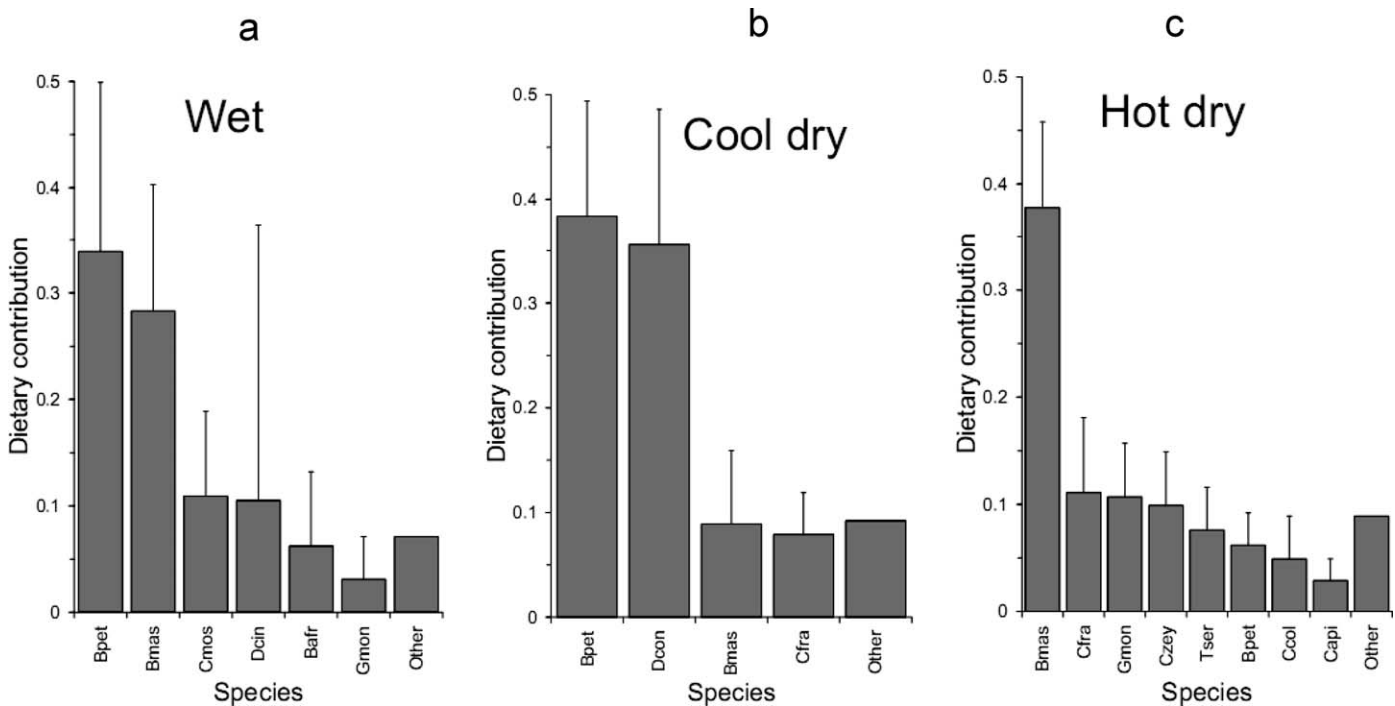 a
Wet
Dietary contribution
0.5
0.4
0.3
0.2
0.1
0
Bpet
Bmas
Cmos
Dcin
Bafr
Gmon
Other
Species
b
Cool dry
Dietary contribution
0.5
0.4
0.3
0.2
0.1
0
Bpet
Dcon
Bmas
Cfra
Other
Species
c
Hot dry
Dietary contribution
0.5
0.4
0.3
0.2
0.1
0
Bmas
Cfra
Gmon
Czey
Tser
Bpet
Ccol
Capi
Other
Species